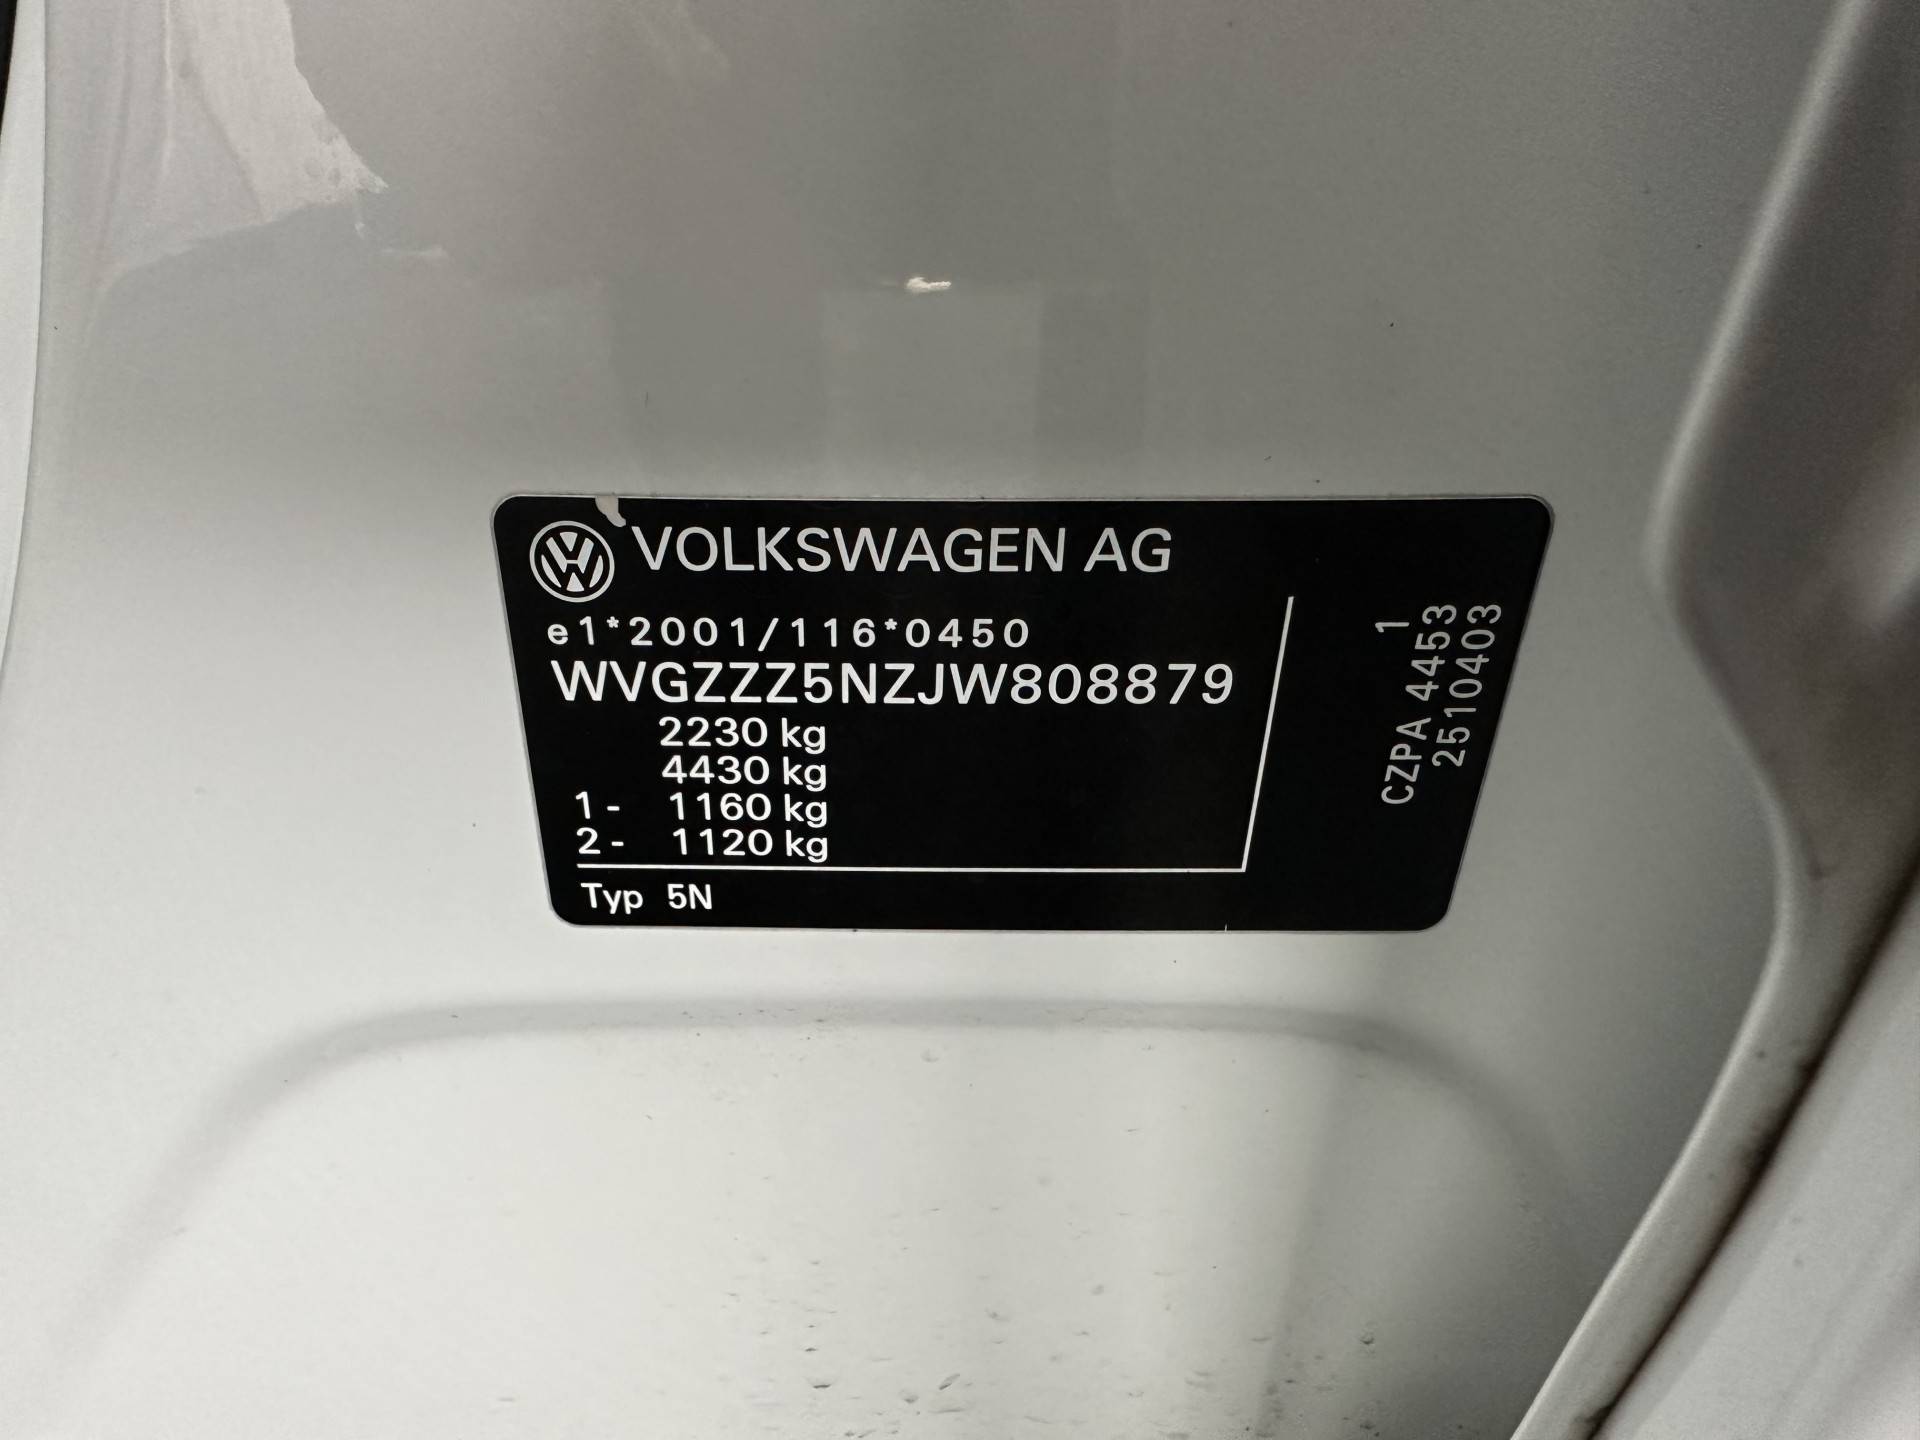 VOLKSWAGEN AG
e1*2001/116*0450
WVGZZZ5NZJW808879
2230 kg
4430 kg
1- 1160 kg
2- 1120 kg
Typ 5N
1
CZPA 4453
2510403